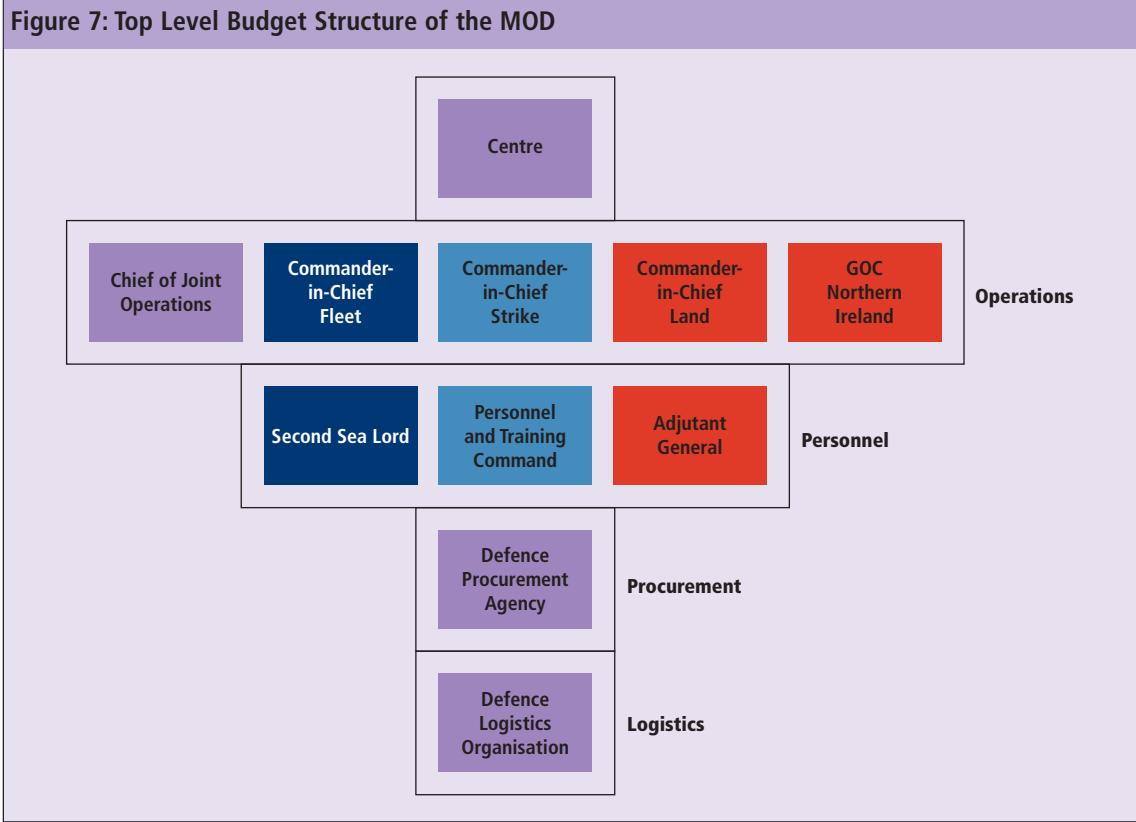 Figure 7: Top Level Budget Structure of the MOD
Centre
Chief of Joint
Operations
Commander-
in-Chief
Fleet
Commander-
in-Chief
Strike
Commander-
in-Chief
Land
GOC
Northern
Ireland
Operations
Second Sea Lord
Personnel
and Training
Command
Adjutant
General
Personnel
Defence
Procurement
Agency
Procurement
Defence
Logistics
Organisation
Logistics